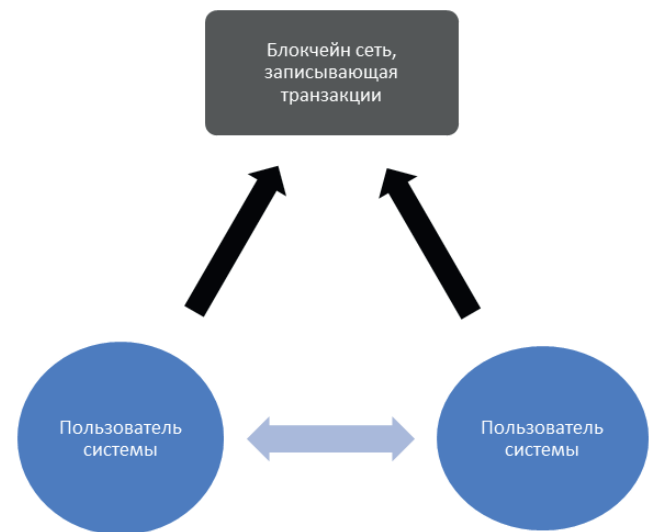 Блокчейн сеть,
записывающая
транзакции
Пользователь
системы
Пользователь
системы